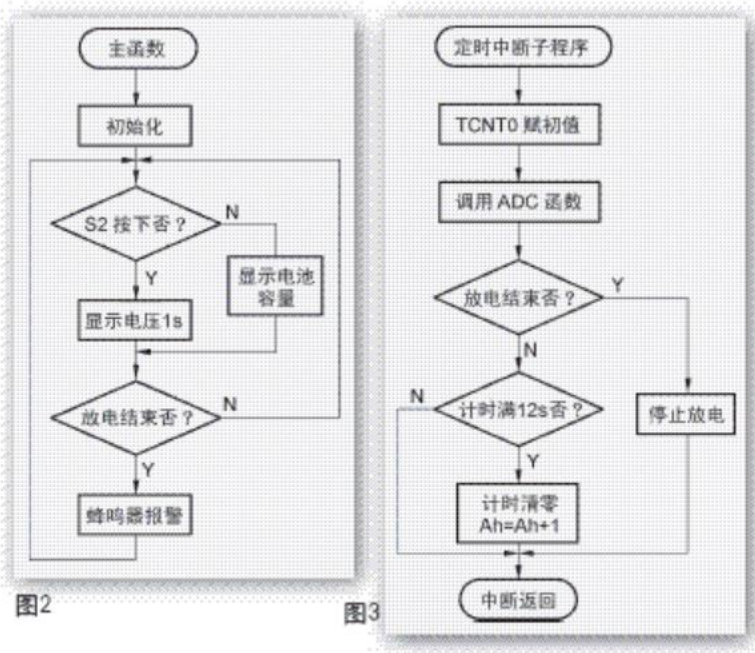 主函数
初始化
S2 按下否？
N
Y
显示电池
容量
显示电压1s
放电结束否？
N
Y
蜂鸣器报警
图2
定时中断子程序
TCNT0 赋初值
调用 ADC 函数
放电结束否？
Y
N
N
计时满12s否？
停止放电
Y
计时清零
Ah=Ah+1
中断返回
图3